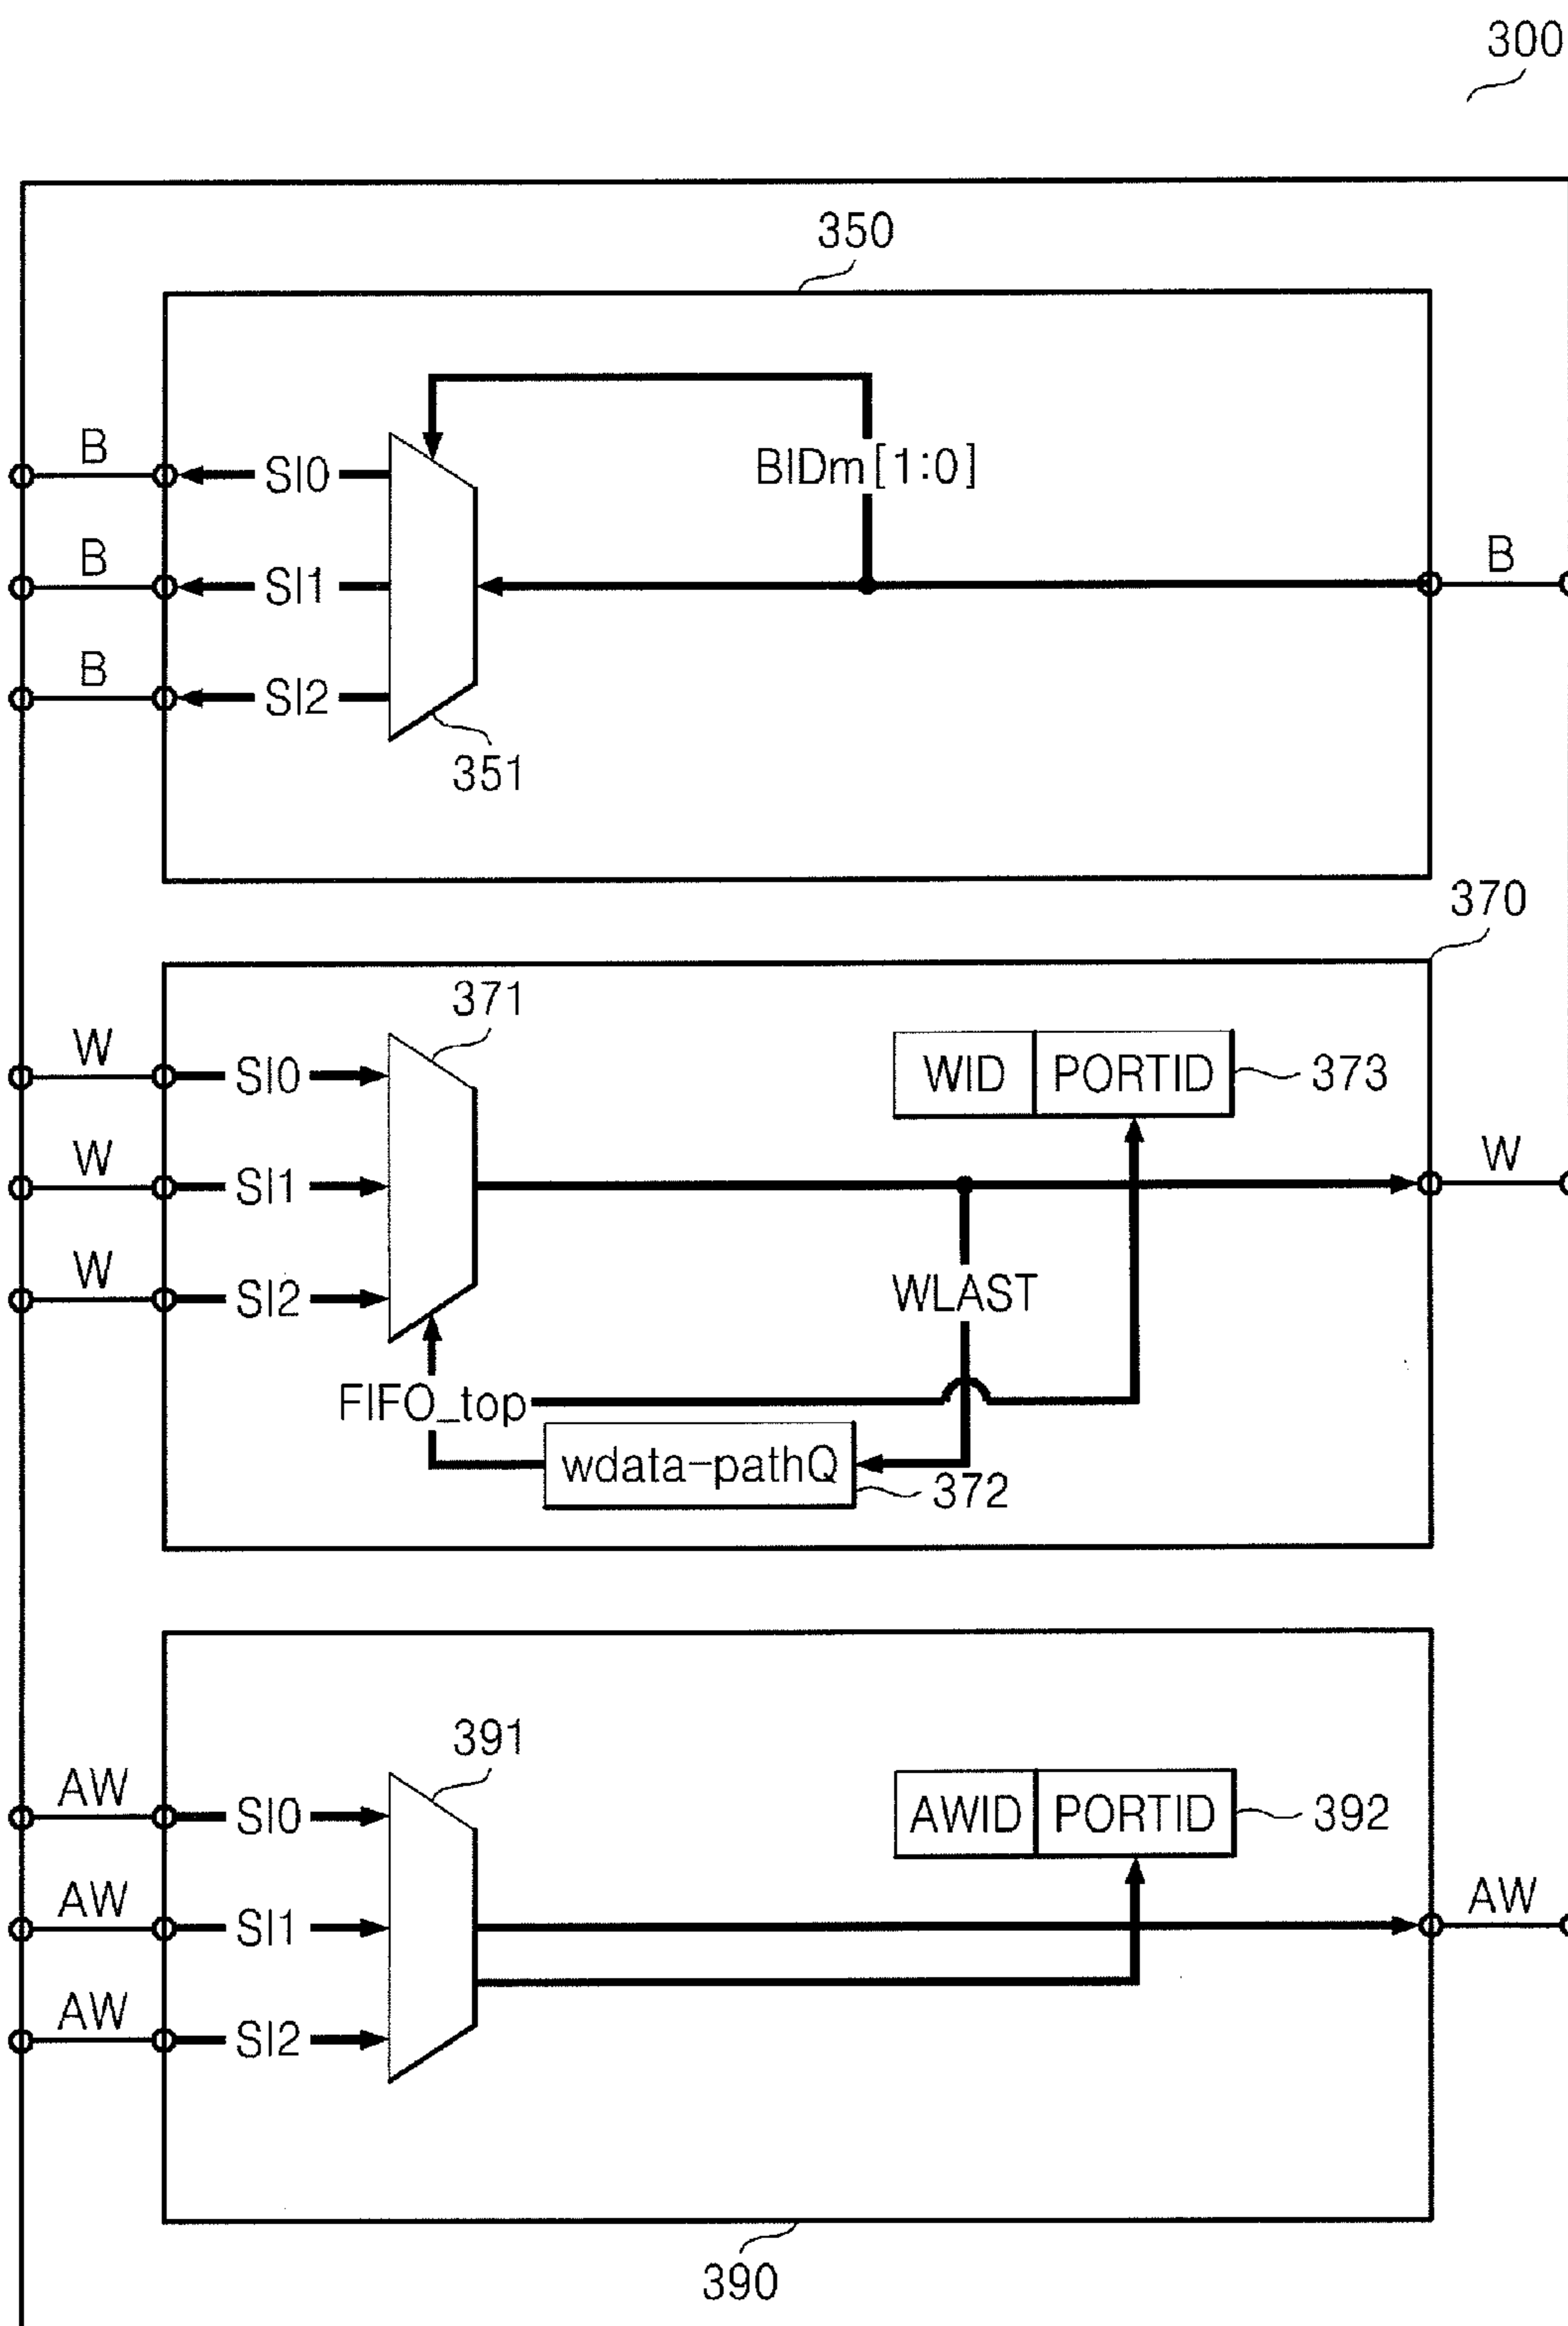 300
350
B
SI0
BIDm[1:0]
B
SI1
B
B
SI2
351
370
371
W
SI0
WID
PORTID
373
W
SI1
W
W
SI2
WLAST
FIFO_top
wdata-pathQ
372
391
AW
SI0
AWID
PORTID
392
AW
SI1
AW
AW
SI2
390